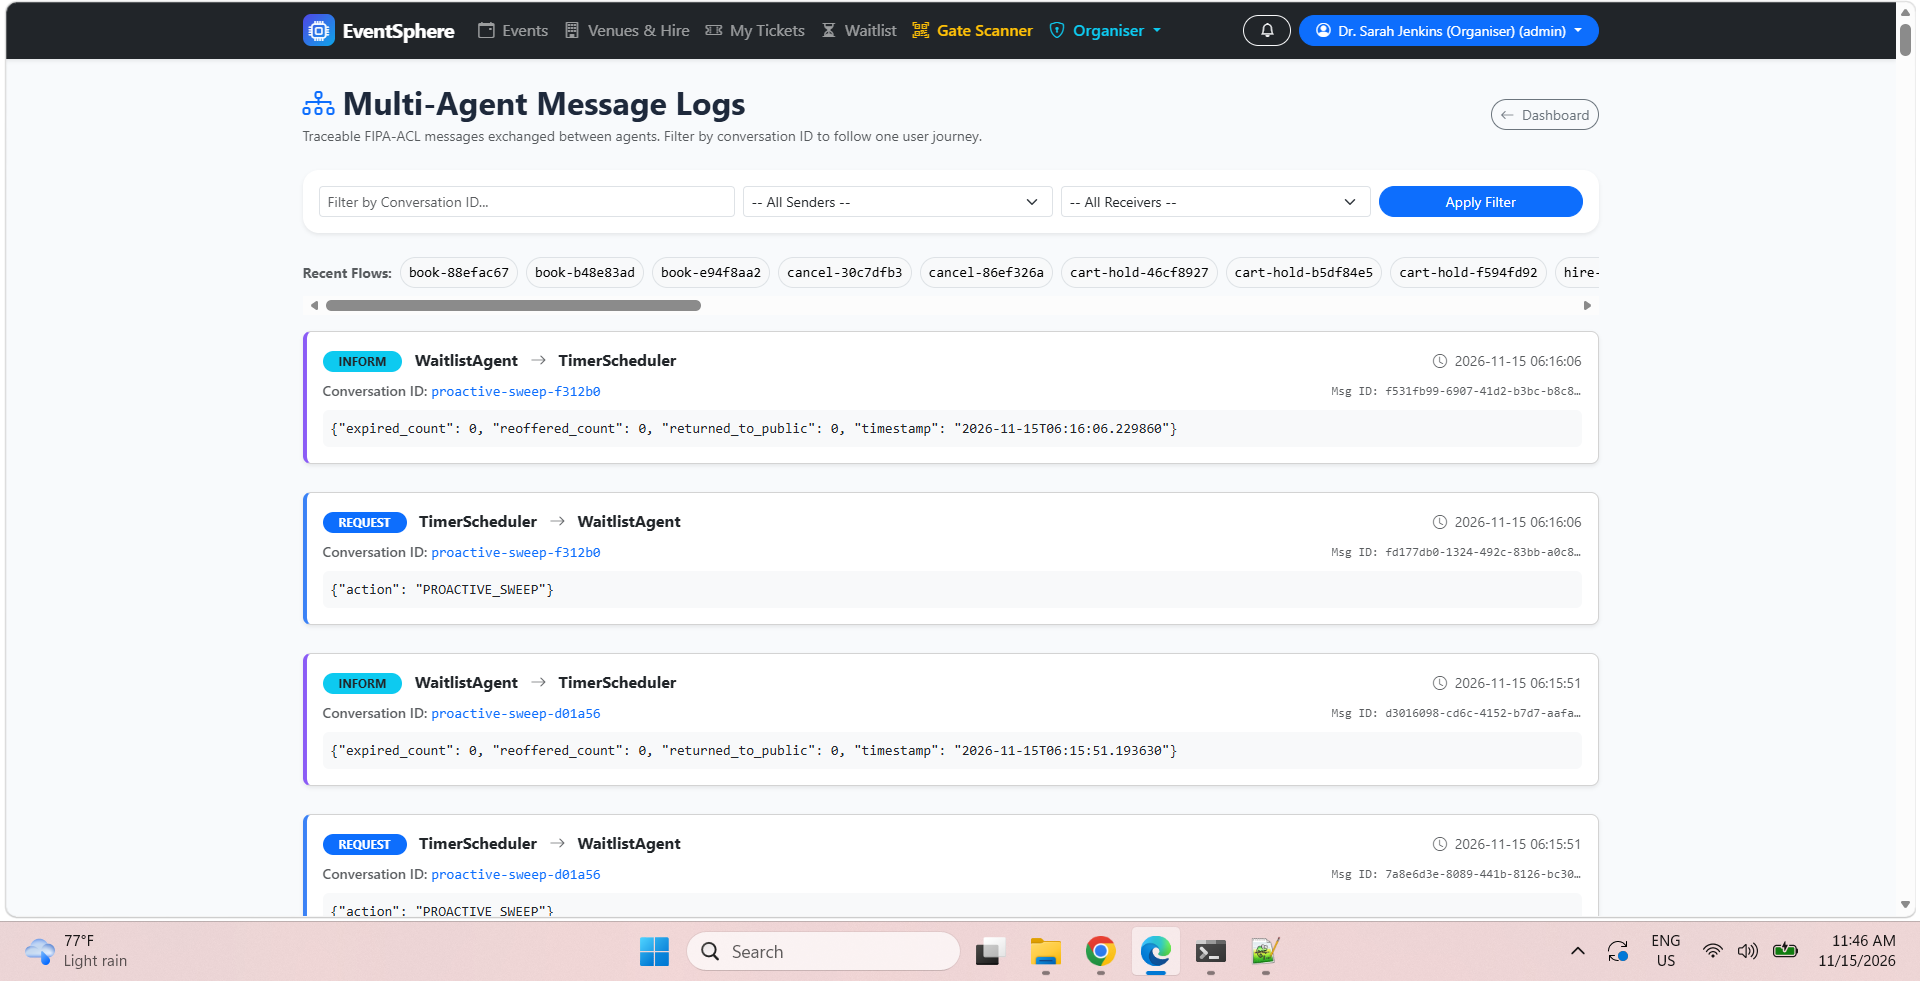 EventSphere Events Venues & Hire My Tickets Waitlist Gate Scanner Organiser Dr. Sarah Jenkins (Organiser) (admin)
Multi-Agent Message Logs
Traceable FIPA-ACL messages exchanged between agents. Filter by conversation ID to follow one user journey.
Dashboard
Filter by Conversation ID... -- All Senders -- -- All Receivers -- Apply Filter
Recent Flows: book-88efac67 book-b48e83ad book-e94f8aa2 cancel-30c7dfb3 cancel-86ef326a cart-hold-46cf8927 cart-hold-b5df84e5 cart-hold-f594fd92 hire-
INFORM WaitlistAgent → TimerScheduler 2026-11-15 06:16:06
Conversation ID: proactive-sweep-f312b0 Msg ID: f531fb99-6907-41d2-b3bc-b8c8…
{"expired_count": 0, "reoffered_count": 0, "returned_to_public": 0, "timestamp": "2026-11-15T06:16:06.229860"}
REQUEST TimerScheduler → WaitlistAgent 2026-11-15 06:16:06
Conversation ID: proactive-sweep-f312b0 Msg ID: fd177db0-1324-492c-83bb-a0c8…
{"action": "PROACTIVE_SWEEP"}
INFORM WaitlistAgent → TimerScheduler 2026-11-15 06:15:51
Conversation ID: proactive-sweep-d01a56 Msg ID: d3016098-cd6c-4152-b7d7-aafa…
{"expired_count": 0, "reoffered_count": 0, "returned_to_public": 0, "timestamp": "2026-11-15T06:15:51.193630"}
REQUEST TimerScheduler → WaitlistAgent 2026-11-15 06:15:51
Conversation ID: proactive-sweep-d01a56 Msg ID: 7a8e6d3e-8089-441b-8126-bc30…
{"action": "PROACTIVE_SWEEP"}
77°F
Light rain
Search
ENG
US
11:46 AM
11/15/2026